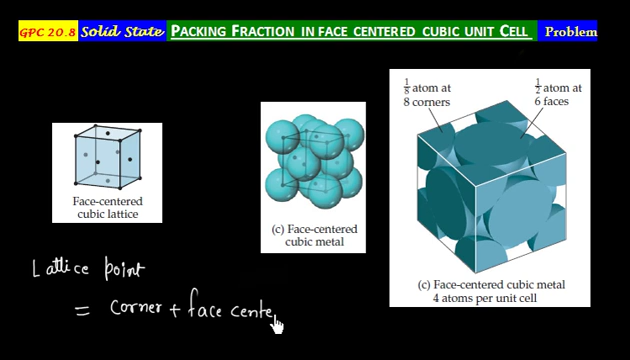 GPC 20.8 Solid State PACKING FRACTION IN FACE CENTERED CUBIC UNIT CELL Problem
1/8 atom at
8 corners
1/2 atom at
6 faces
Face-centered
cubic lattice
(c) Face-centered
cubic metal
(c) Face-centered cubic metal
4 atoms per unit cell
Lattice point
= corner + face cente